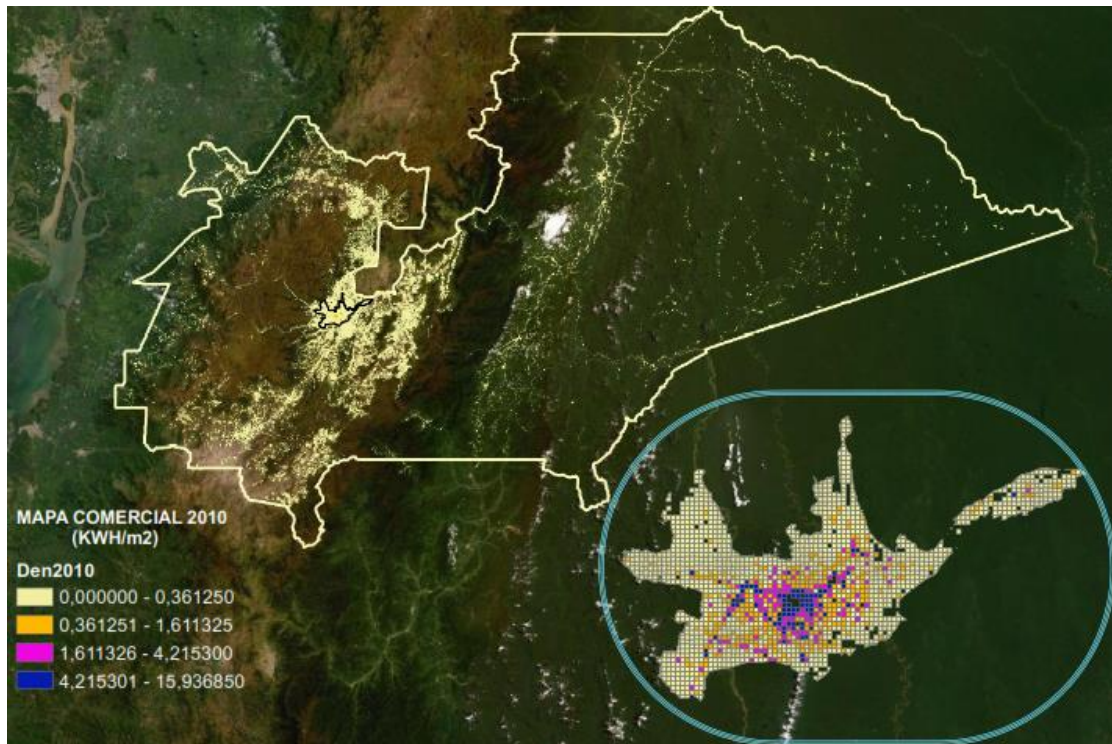 MAPA COMERCIAL 2010
(KWH/m2)
Den2010
0,000000 - 0,361250
0,361251 - 1,611325
1,611326 - 4,215300
4,215301 - 15,936850